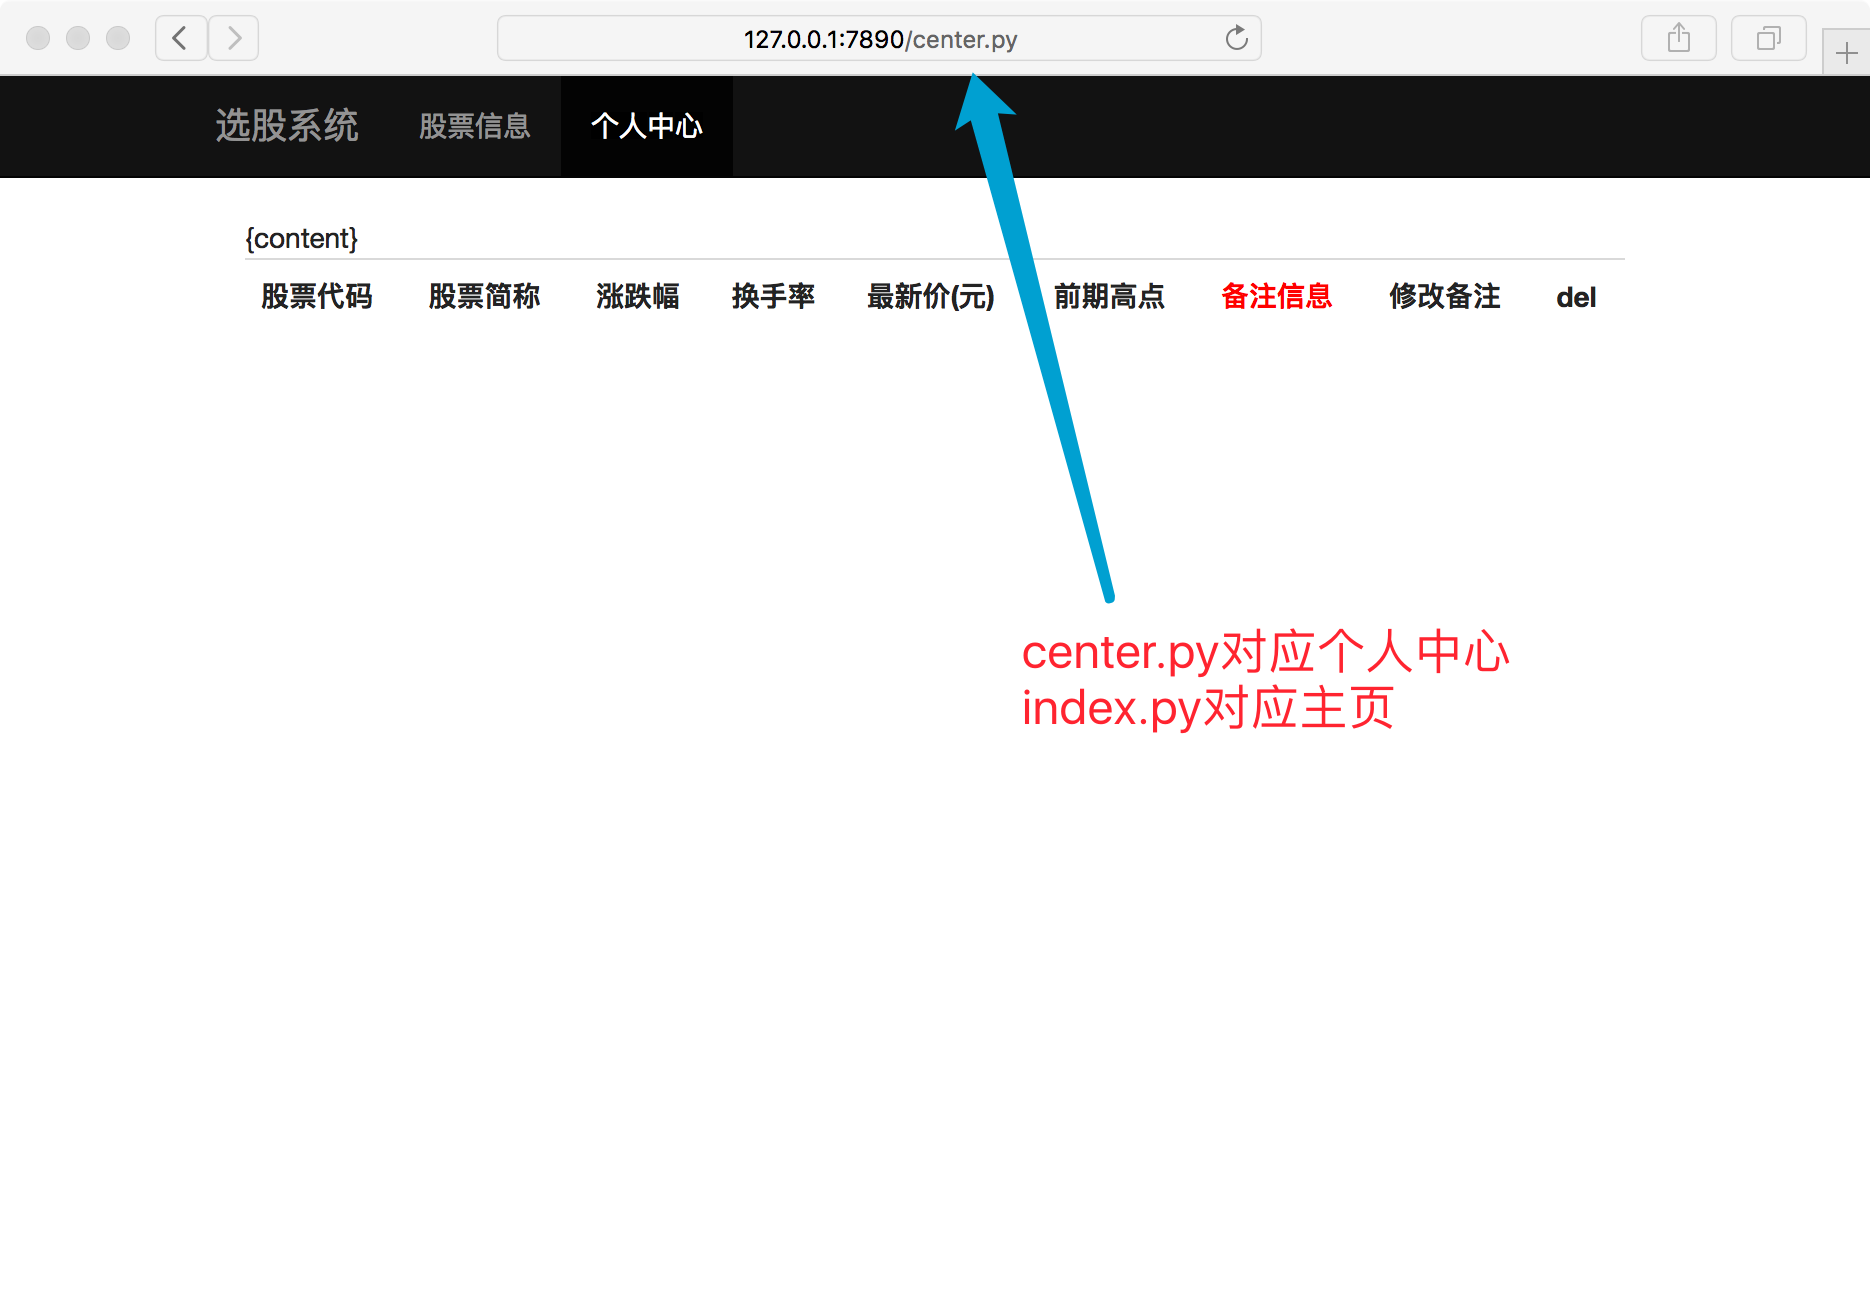 127.0.0.1:7890/center.py
选股系统 股票信息 个人中心
{content}
股票代码 股票简称 涨跌幅 换手率 最新价(元) 前期高点 备注信息 修改备注 del
center.py对应个人中心
index.py对应主页